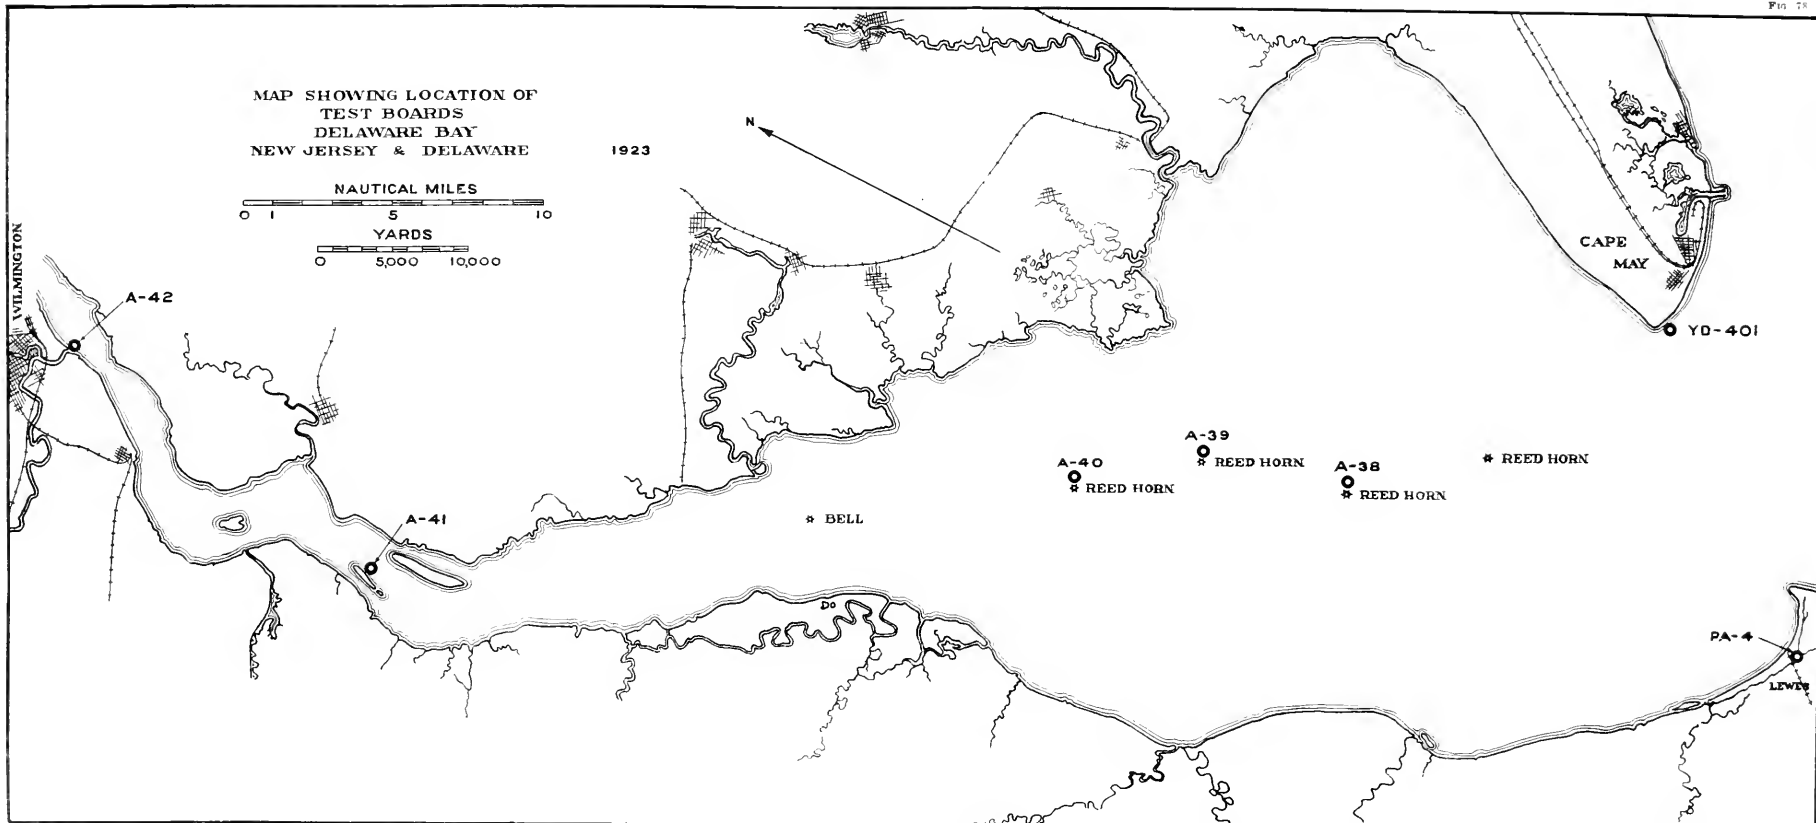 FIG. 78
MAP SHOWING LOCATION OF
TEST BOARDS
DELAWARE BAY
NEW JERSEY & DELAWARE
1923
N
NAUTICAL MILES
0 1 5 10
YARDS
0 5,000 10,000
WILMINGTON
A-42
CAPE
MAY
YD-401
A-39
REED HORN
A-40
REED HORN
A-38
REED HORN
REED HORN
BELL
A-41
DO
PA-4
LEWES